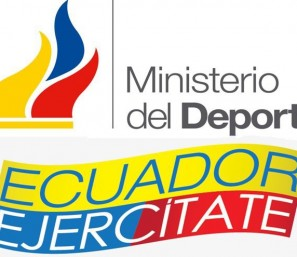 Ministerio
del Deport
ECUADOR
EJERCÍTATE